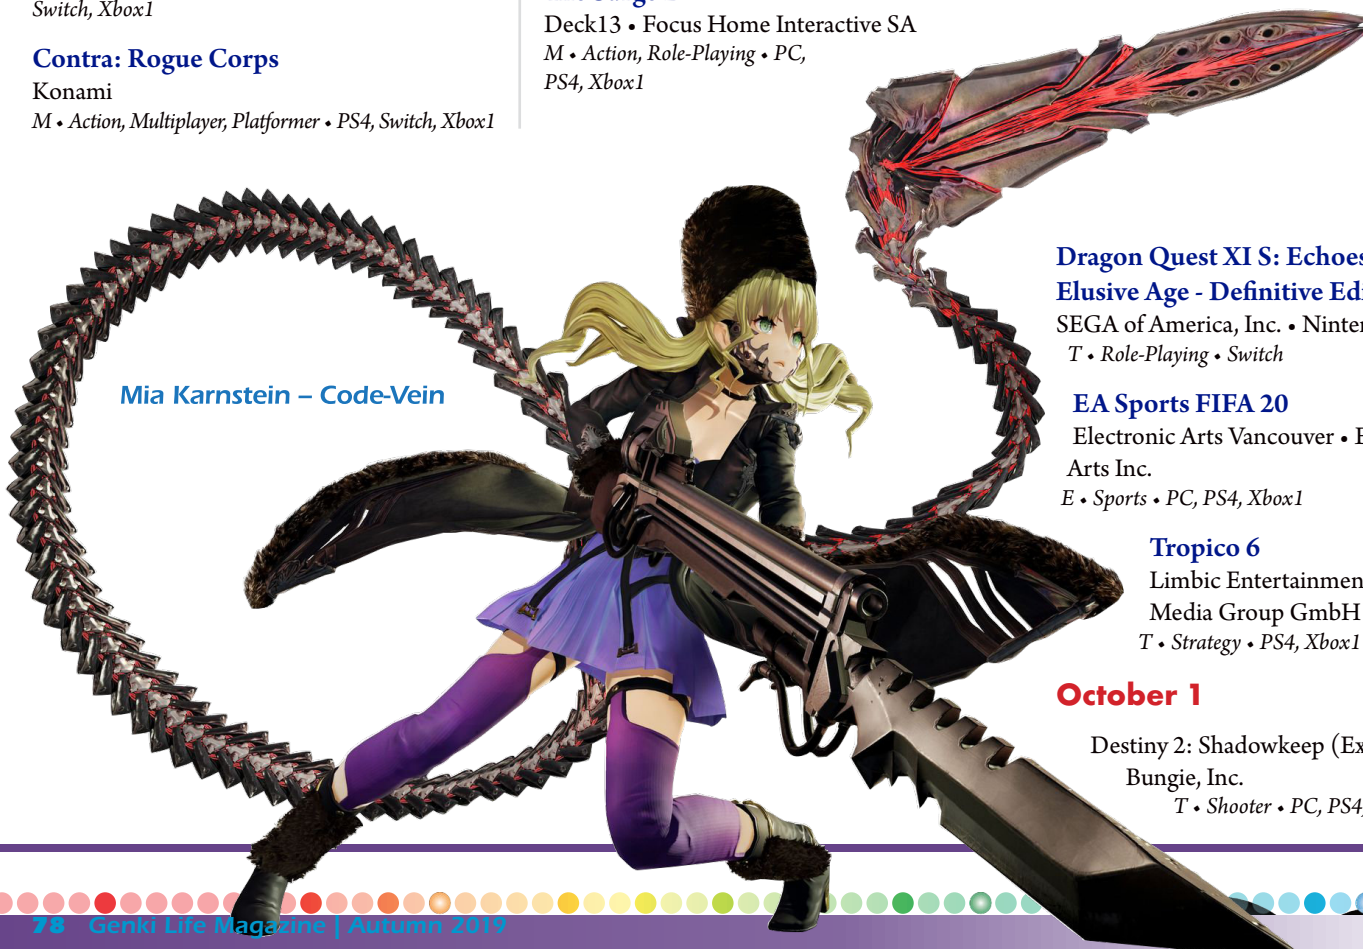 Switch, Xbox1
Contra: Rogue Corps
Konami
M • Action, Multiplayer, Platformer • PS4, Switch, Xbox1
Deck13 • Focus Home Interactive SA
M • Action, Role-Playing • PC,
PS4, Xbox1
Mia Karnstein – Code-Vein
Dragon Quest XI S: Echoes
Elusive Age - Definitive
SEGA of America, Inc. •
T • Role-Playing • Switch
EA Sports FIFA 20
Electronic Arts Vancouver •
Arts Inc.
E • Sports • PC, PS4, Xbox1
Tropico 6
Limbic
Media Group GmbH
T • Strategy • PS4, Xbox1
October 1
Destiny 2: Shadowkeep
Bungie, Inc.
T • Shooter • PC, PS4,
78 Genki Life Magazine | Autumn 2019